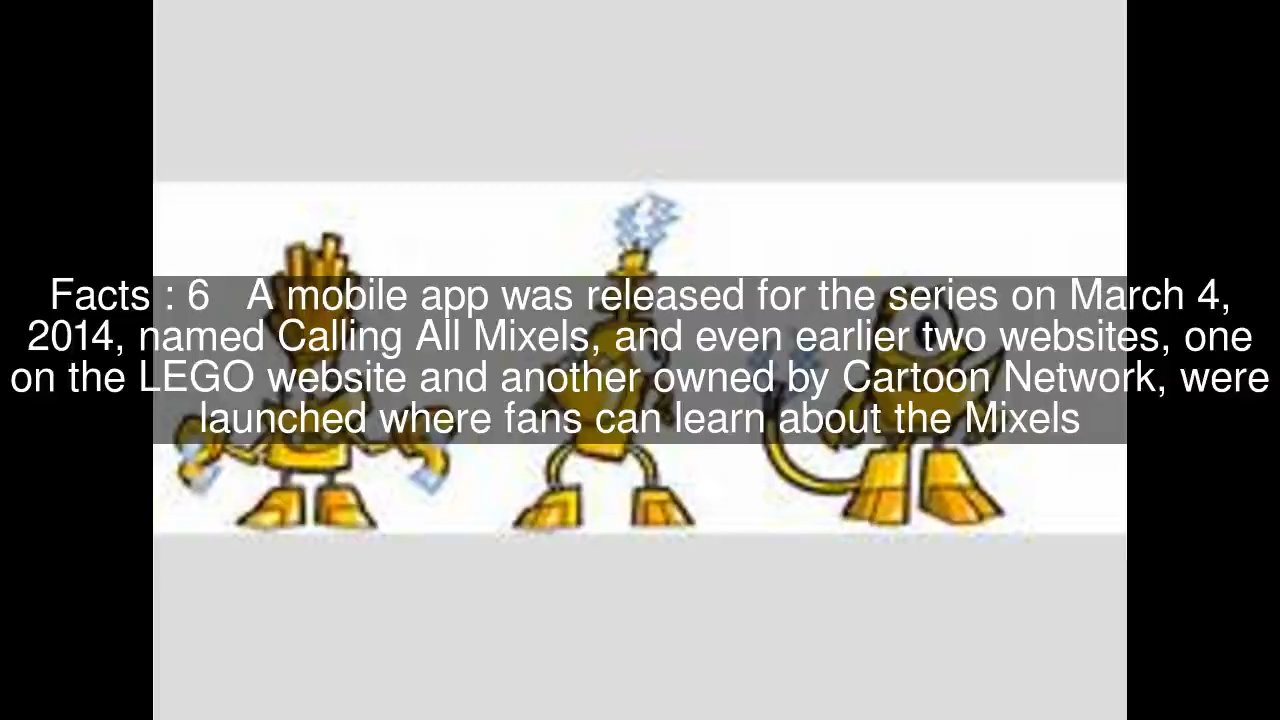 Facts : 6   A mobile app was released for the series on March 4,
2014, named Calling All Mixels, and even earlier two websites, one
on the LEGO website and another owned by Cartoon Network, were
launched where fans can learn about the Mixels